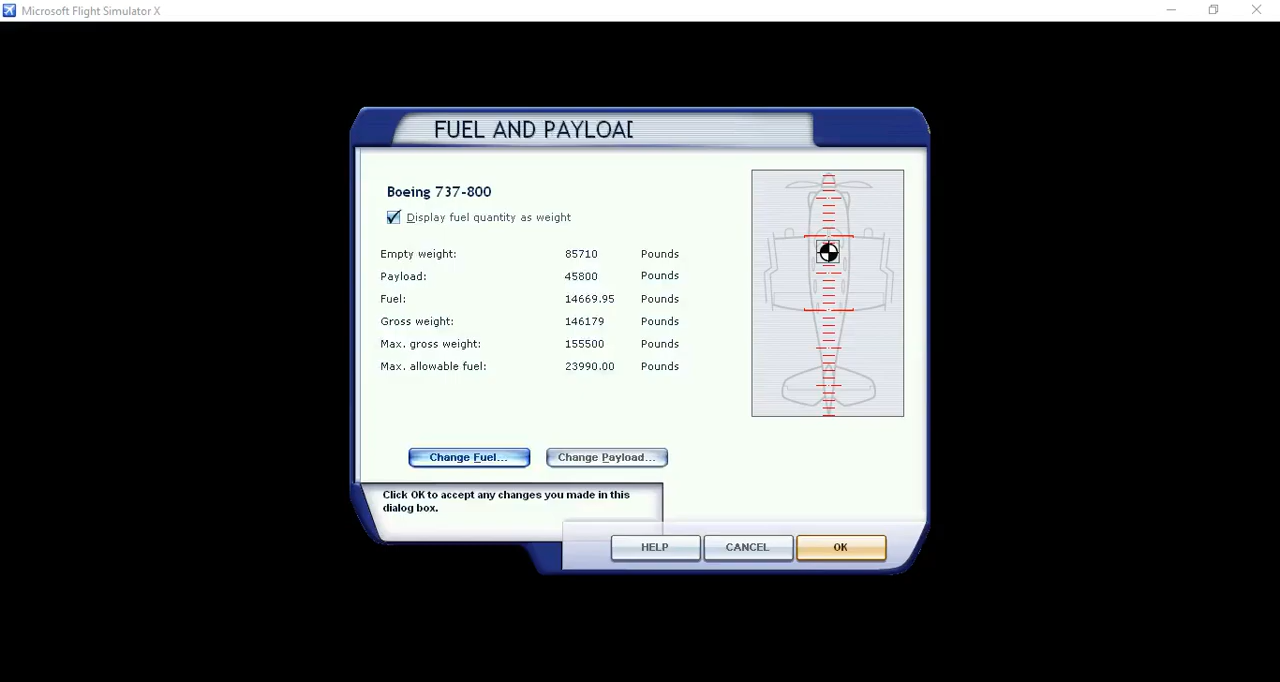 Microsoft Flight Simulator X
FUEL AND PAYLOAD
Boeing 737-800
Display fuel quantity as weight
Empty weight: 85710 Pounds
Payload: 45800 Pounds
Fuel: 14669.95 Pounds
Gross weight: 146179 Pounds
Max. gross weight: 155500 Pounds
Max. allowable fuel: 23990.00 Pounds
Change Fuel... Change Payload...
Click OK to accept any changes you made in this
dialog box.
HELP CANCEL OK